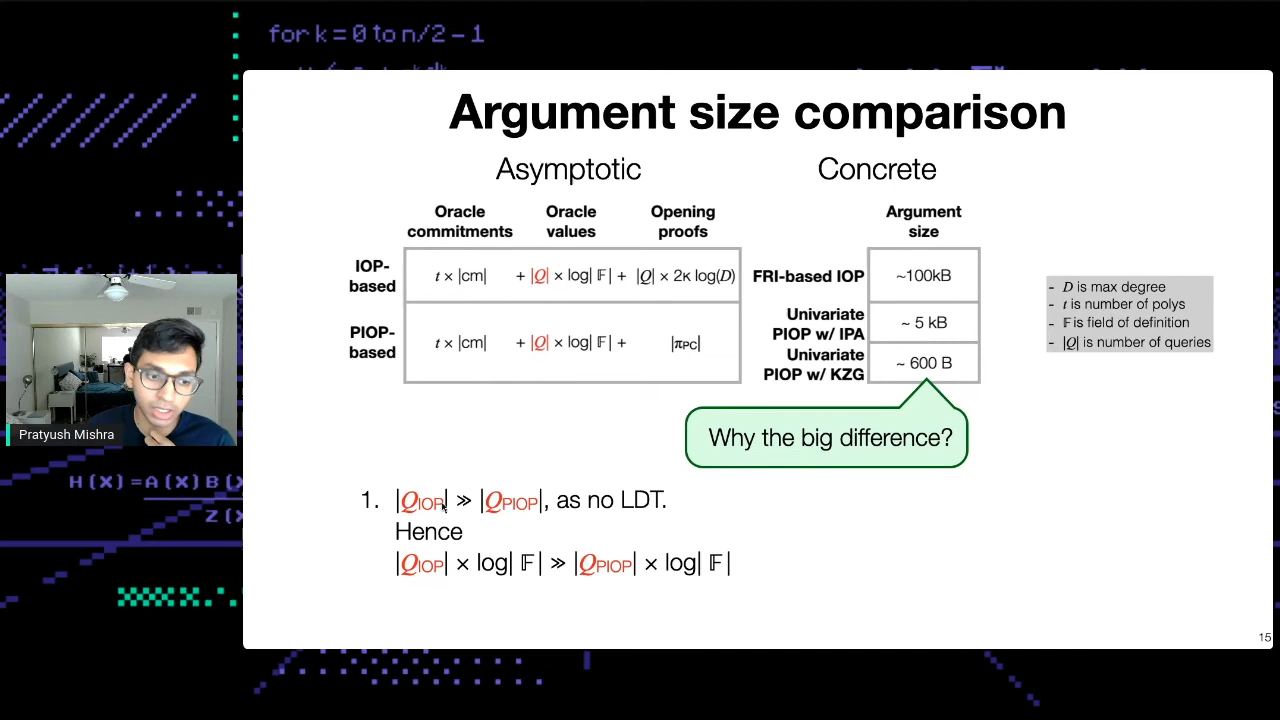 for k = 0 to n/2 - 1
Argument size comparison
Asymptotic
Concrete
Oracle commitments
Oracle values
Opening proofs
Argument size
IOP-based
t × |cm| + |Q| × log| 𝔽 | + |Q| × 2κ log(D)
PIOP-based
t × |cm| + |Q| × log| 𝔽 | + |πPC|
FRI-based IOP
~100kB
Univariate PIOP w/ IPA
~ 5 kB
Univariate PIOP w/ KZG
~ 600 B
- D is max degree
- t is number of polys
- 𝔽 is field of definition
- |Q| is number of queries
Why the big difference?
1. |QIOP| ≫ |QPIOP|, as no LDT.
Hence
|QIOP| × log| 𝔽 | ≫ |QPIOP| × log| 𝔽 |
15
Pratyush Mishra
H(X) = A(X)B(X
Z(X